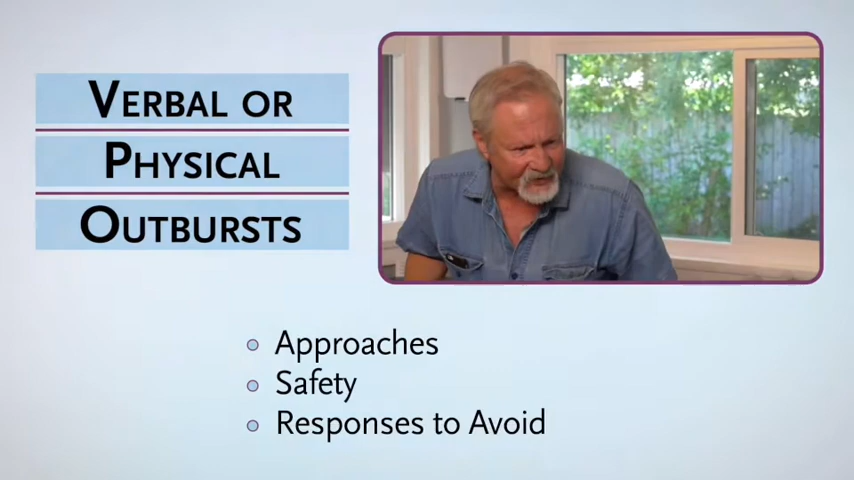 Verbal or
Physical
Outbursts
Approaches
Safety
Responses to Avoid